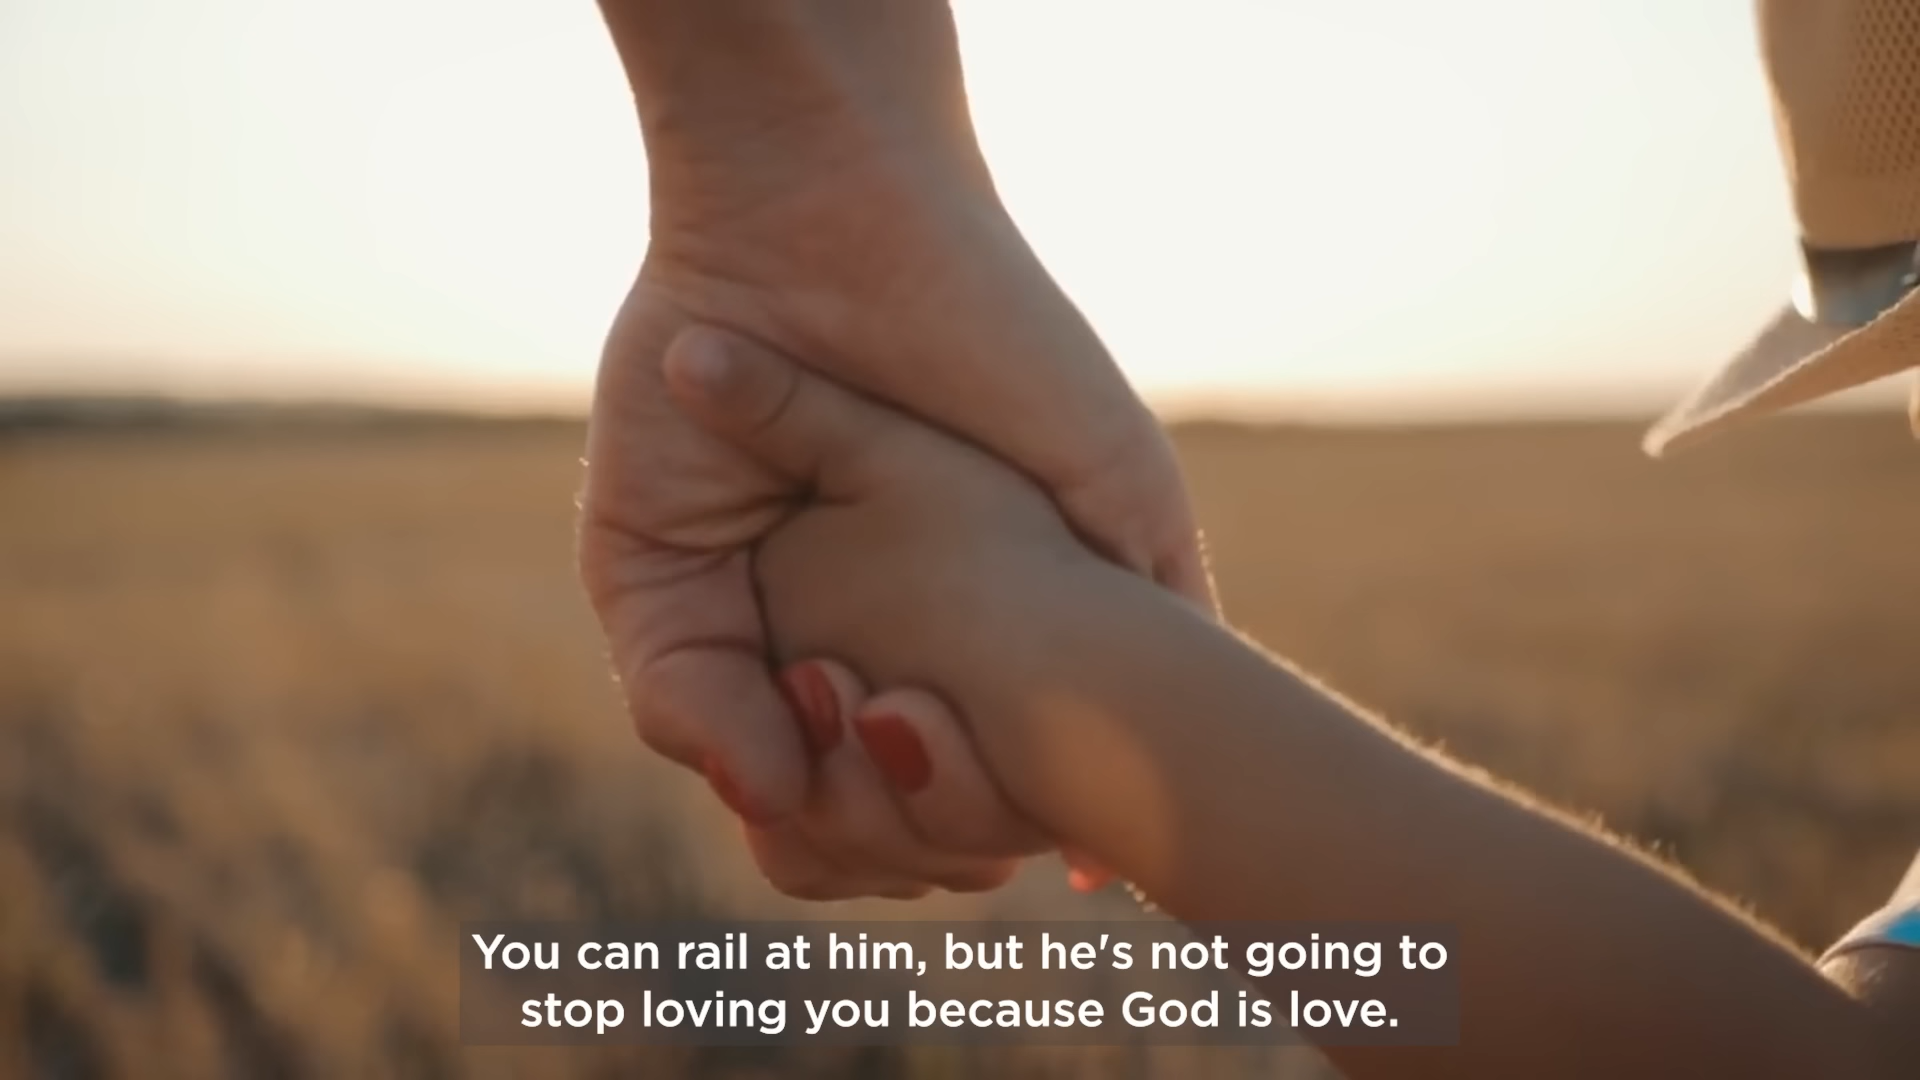 You can rail at him, but he's not going to
stop loving you because God is love.